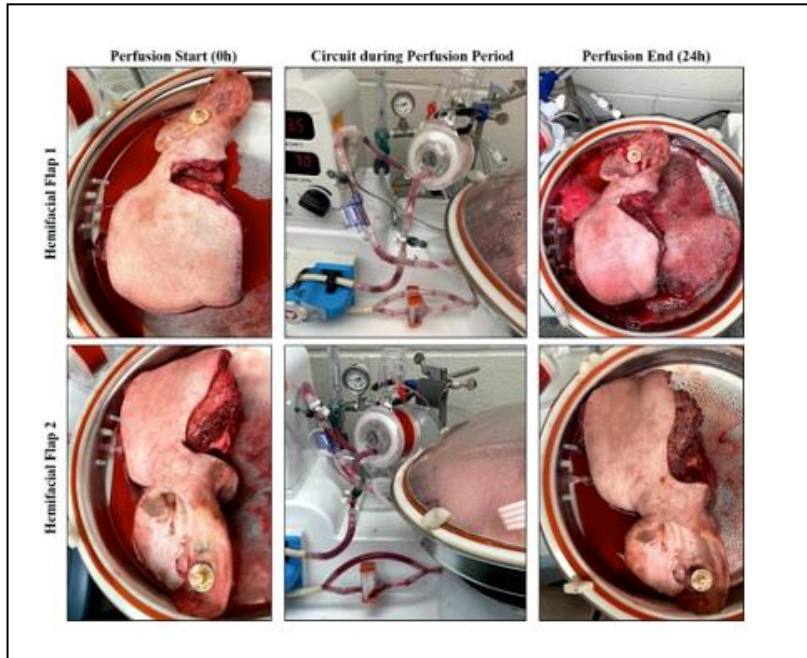 Perfusion Start (0h)
Circuit during Perfusion Period
Perfusion End (24h)
Hemifacial Flap 1
Hemifacial Flap 2